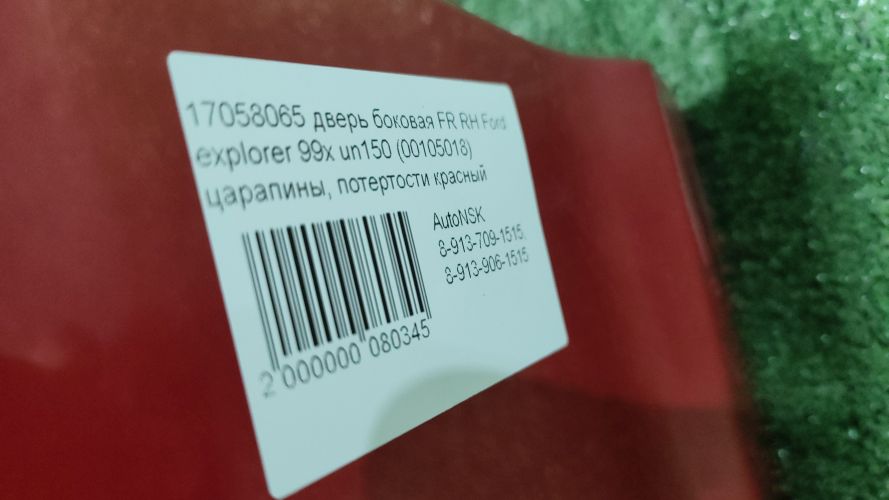 17058065 дверь боковая FR RH Ford
explorer 99x un150 (00105018)
царапины, потертости красный
AutoNSK
8-913-709-1515,
8-913-906-1515
2 000000 080345